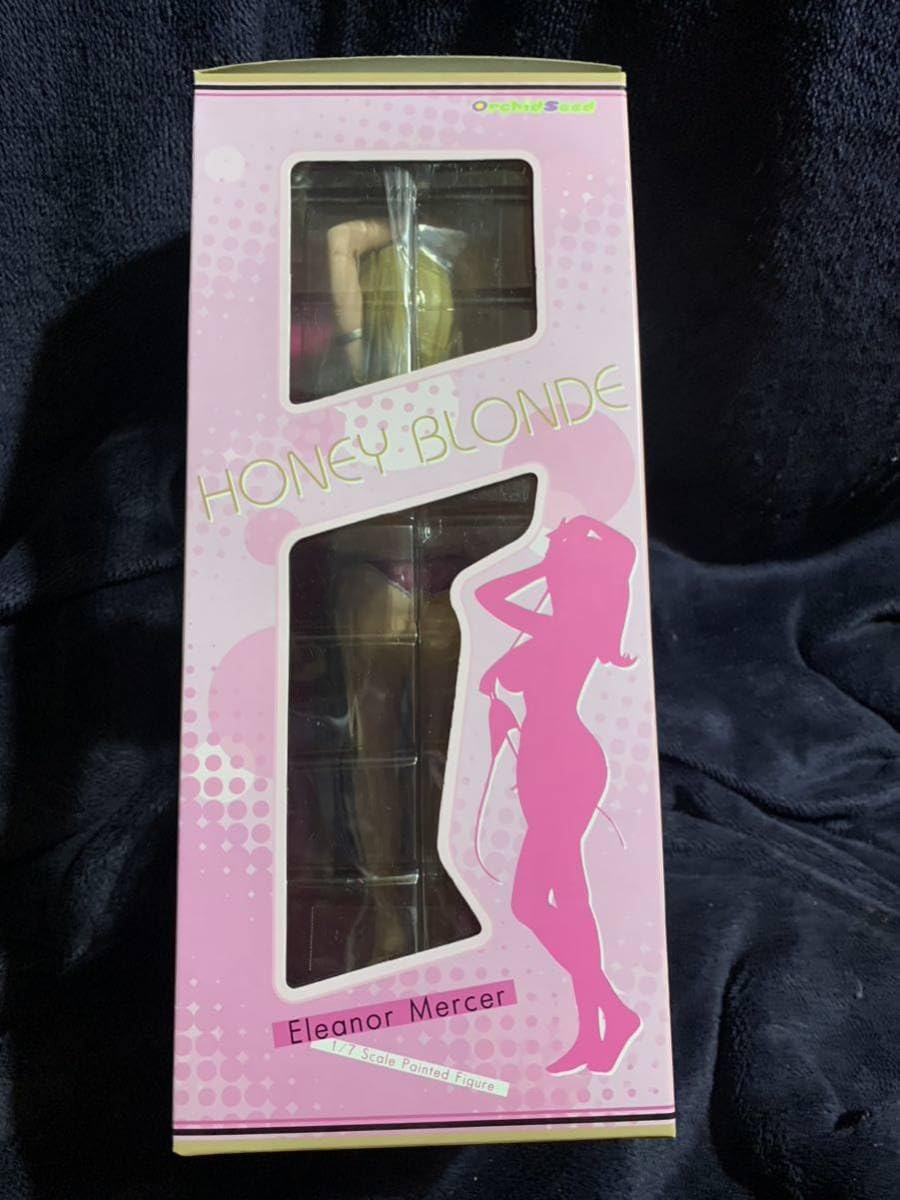 OrchidSeed
HONEY BLONDE
Eleanor Mercer
1/7 Scale Painted Figure